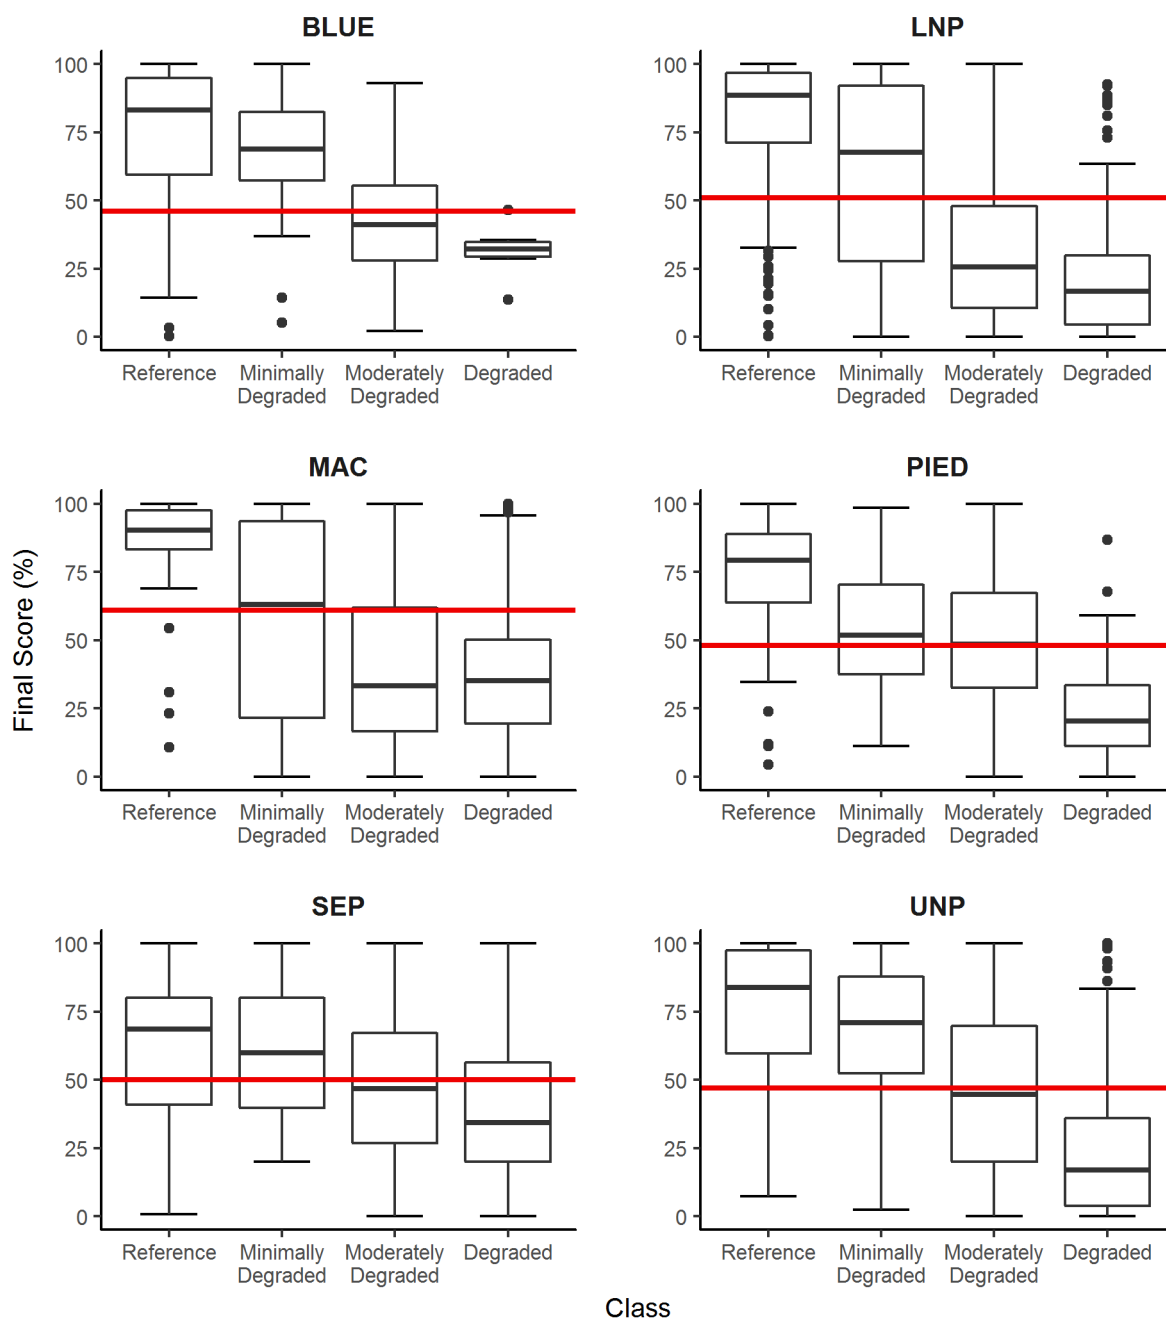 BLUE
100
75
50
25
0
Reference
Minimally
Degraded
Moderately
Degraded
Degraded
LNP
100
75
50
25
0
Reference
Minimally
Degraded
Moderately
Degraded
Degraded
Final Score (%)
MAC
100
75
50
25
0
Reference
Minimally
Degraded
Moderately
Degraded
Degraded
PIED
100
75
50
25
0
Reference
Minimally
Degraded
Moderately
Degraded
Degraded
SEP
100
75
50
25
0
Reference
Minimally
Degraded
Moderately
Degraded
Degraded
UNP
100
75
50
25
0
Reference
Minimally
Degraded
Moderately
Degraded
Degraded
Class